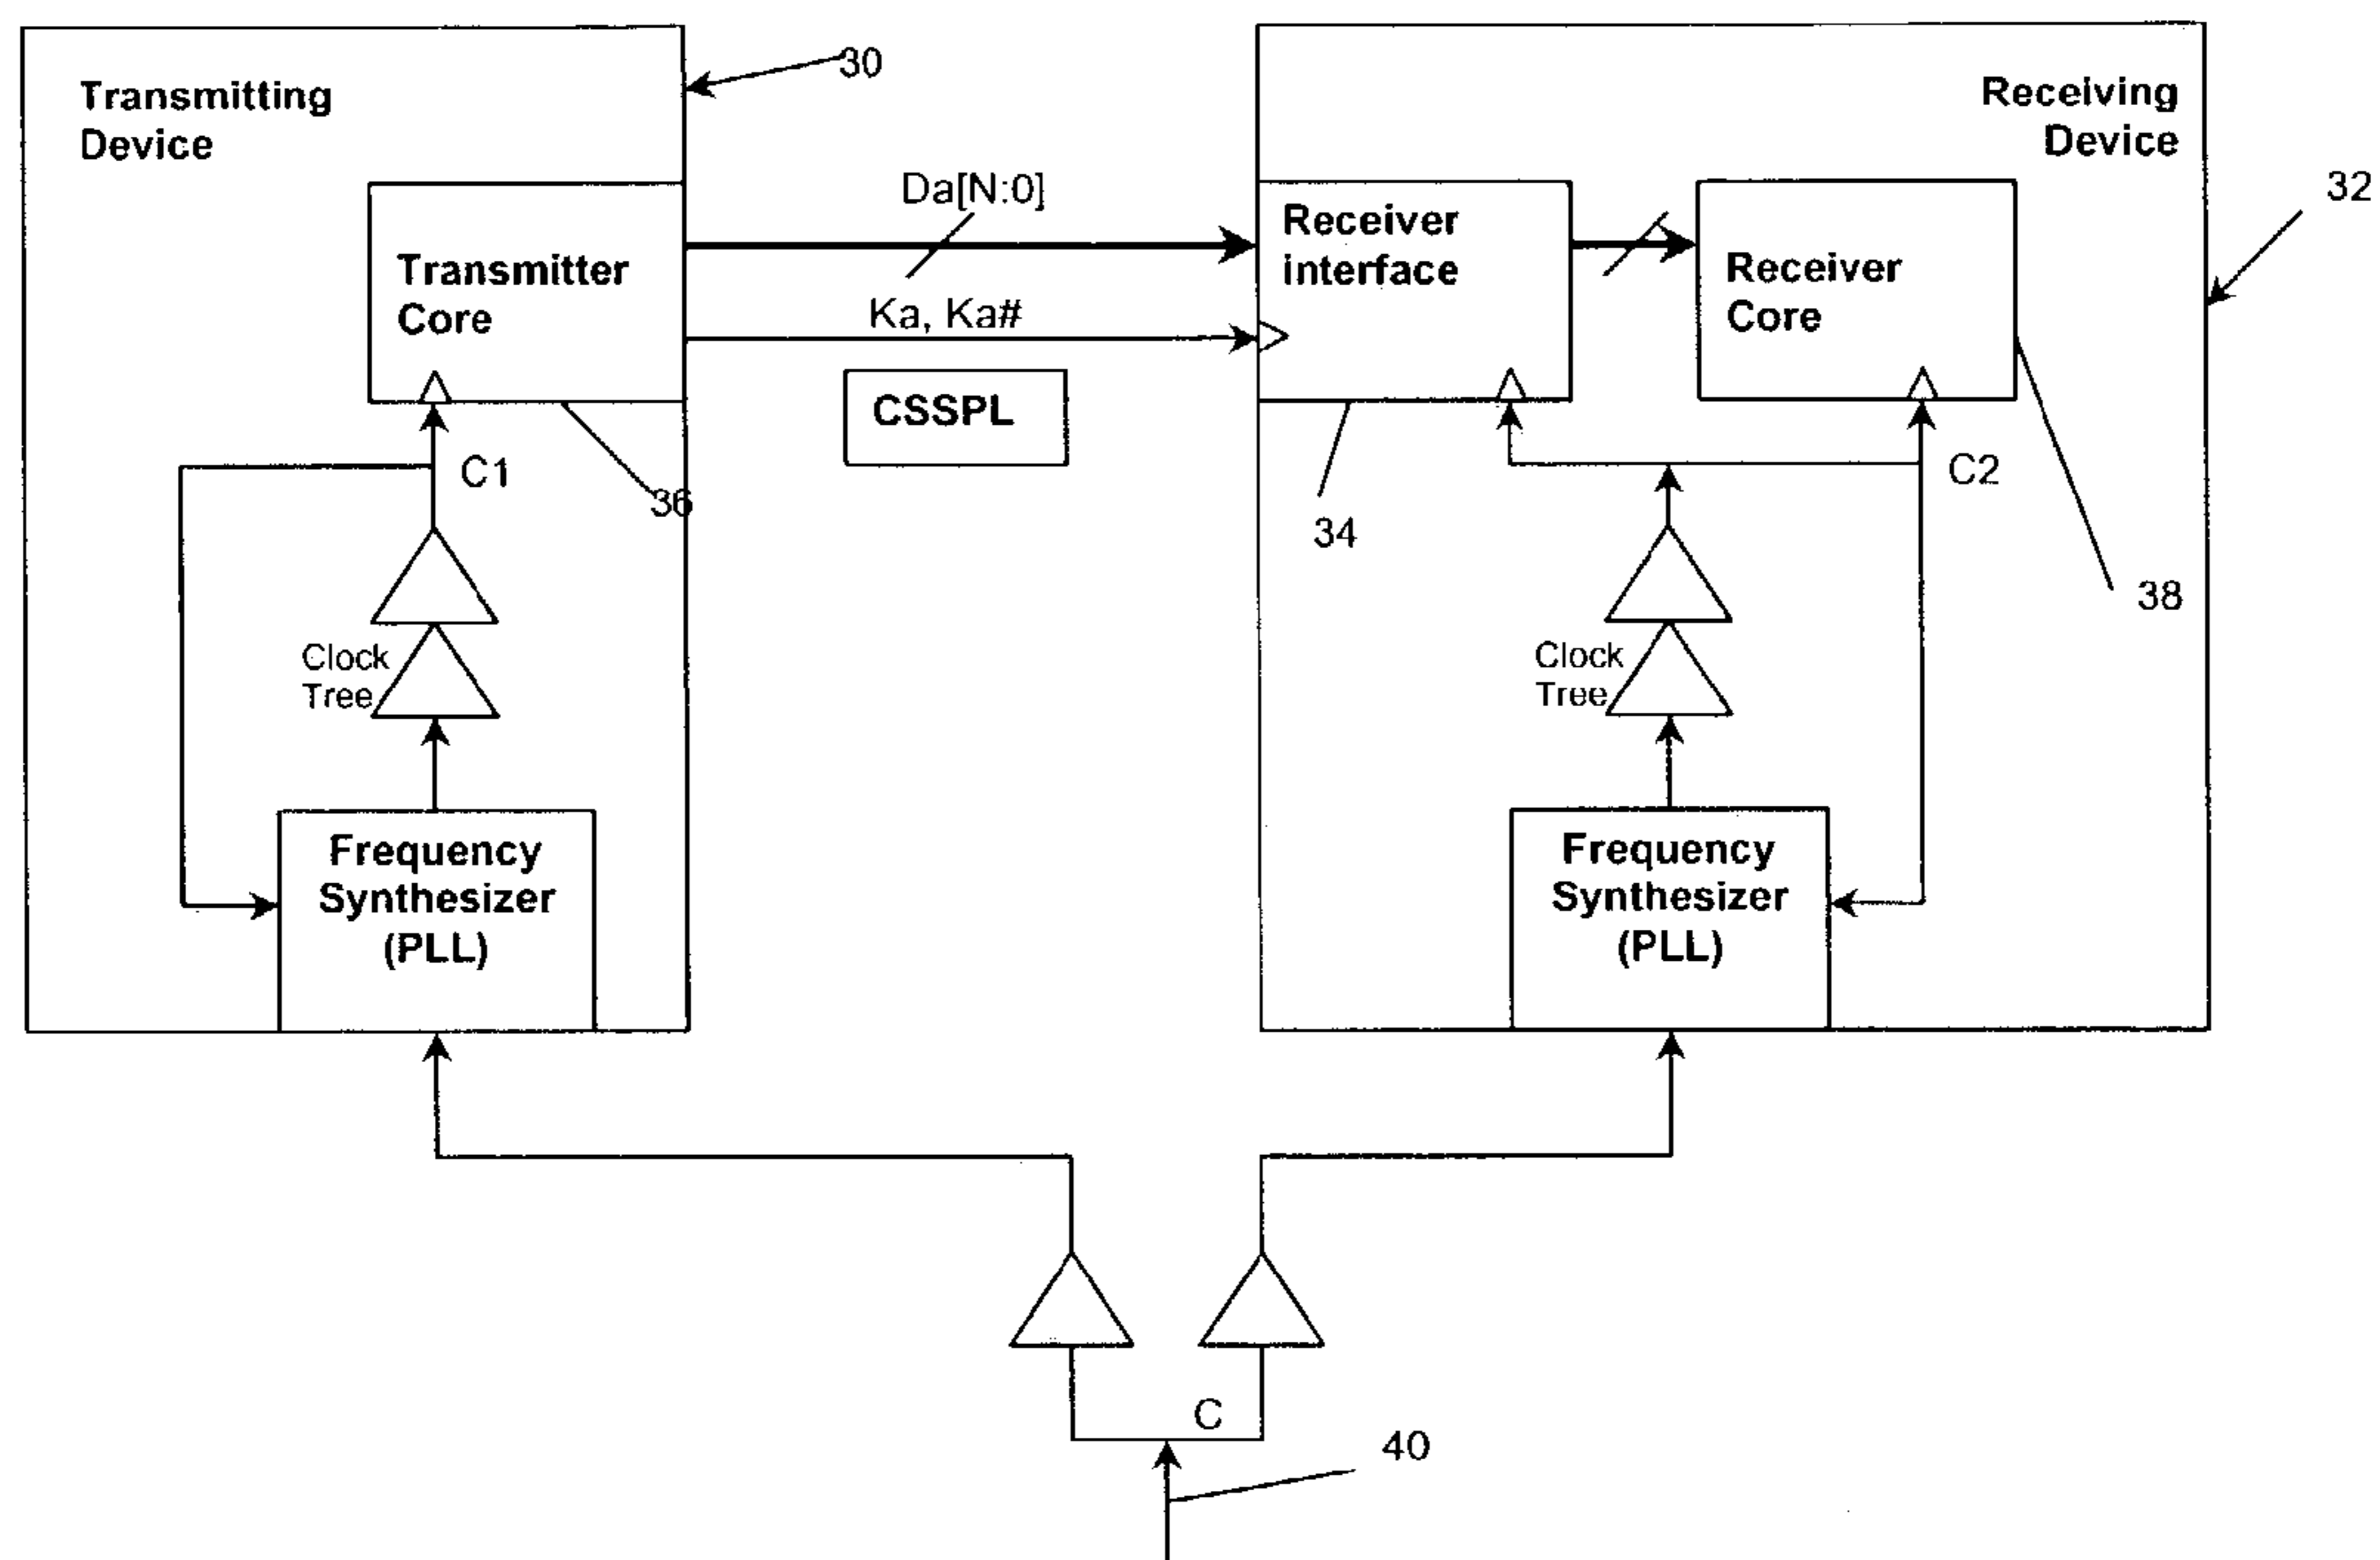 Transmitting
Device
30
Receiving
Device
32
Da[N:0]
Transmitter
Core
Receiver
interface
Receiver
Core
Ka, Ka#
CSSPL
C1
36
34
C2
38
Clock
Tree
Clock
Tree
Frequency
Synthesizer
(PLL)
Frequency
Synthesizer
(PLL)
C
40